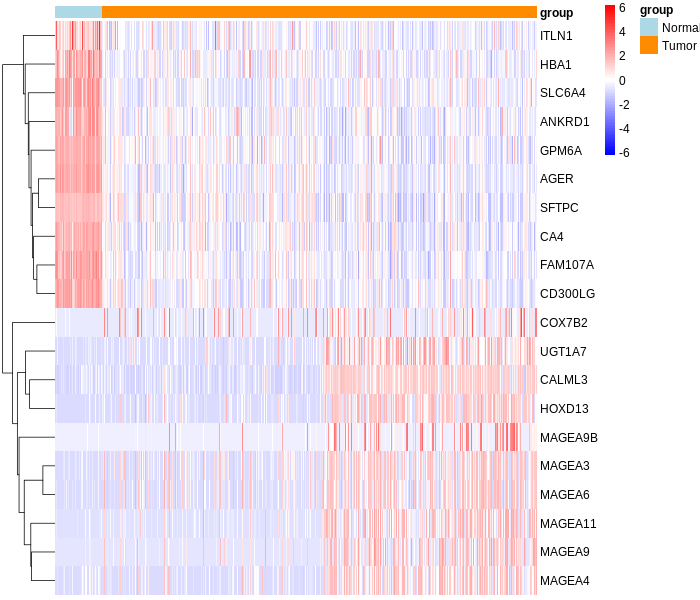 group
ITLN1
HBA1
SLC6A4
ANKRD1
GPM6A
AGER
SFTPC
CA4
FAM107A
CD300LG
COX7B2
UGT1A7
CALML3
HOXD13
MAGEA9B
MAGEA3
MAGEA6
MAGEA11
MAGEA9
MAGEA4
6
4
2
0
-2
-4
-6
group
Normal
Tumor